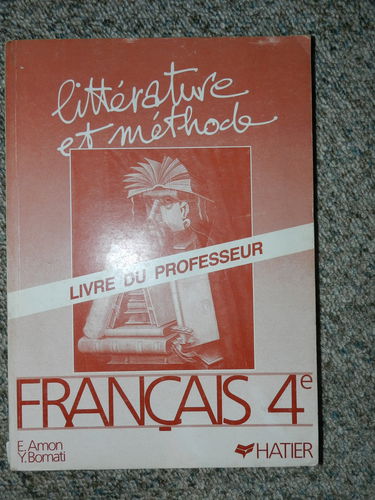 littérature
et méthode
LIVRE DU PROFESSEUR
FRANÇAIS 4e
E. Amon
Y. Bomati
HATIER